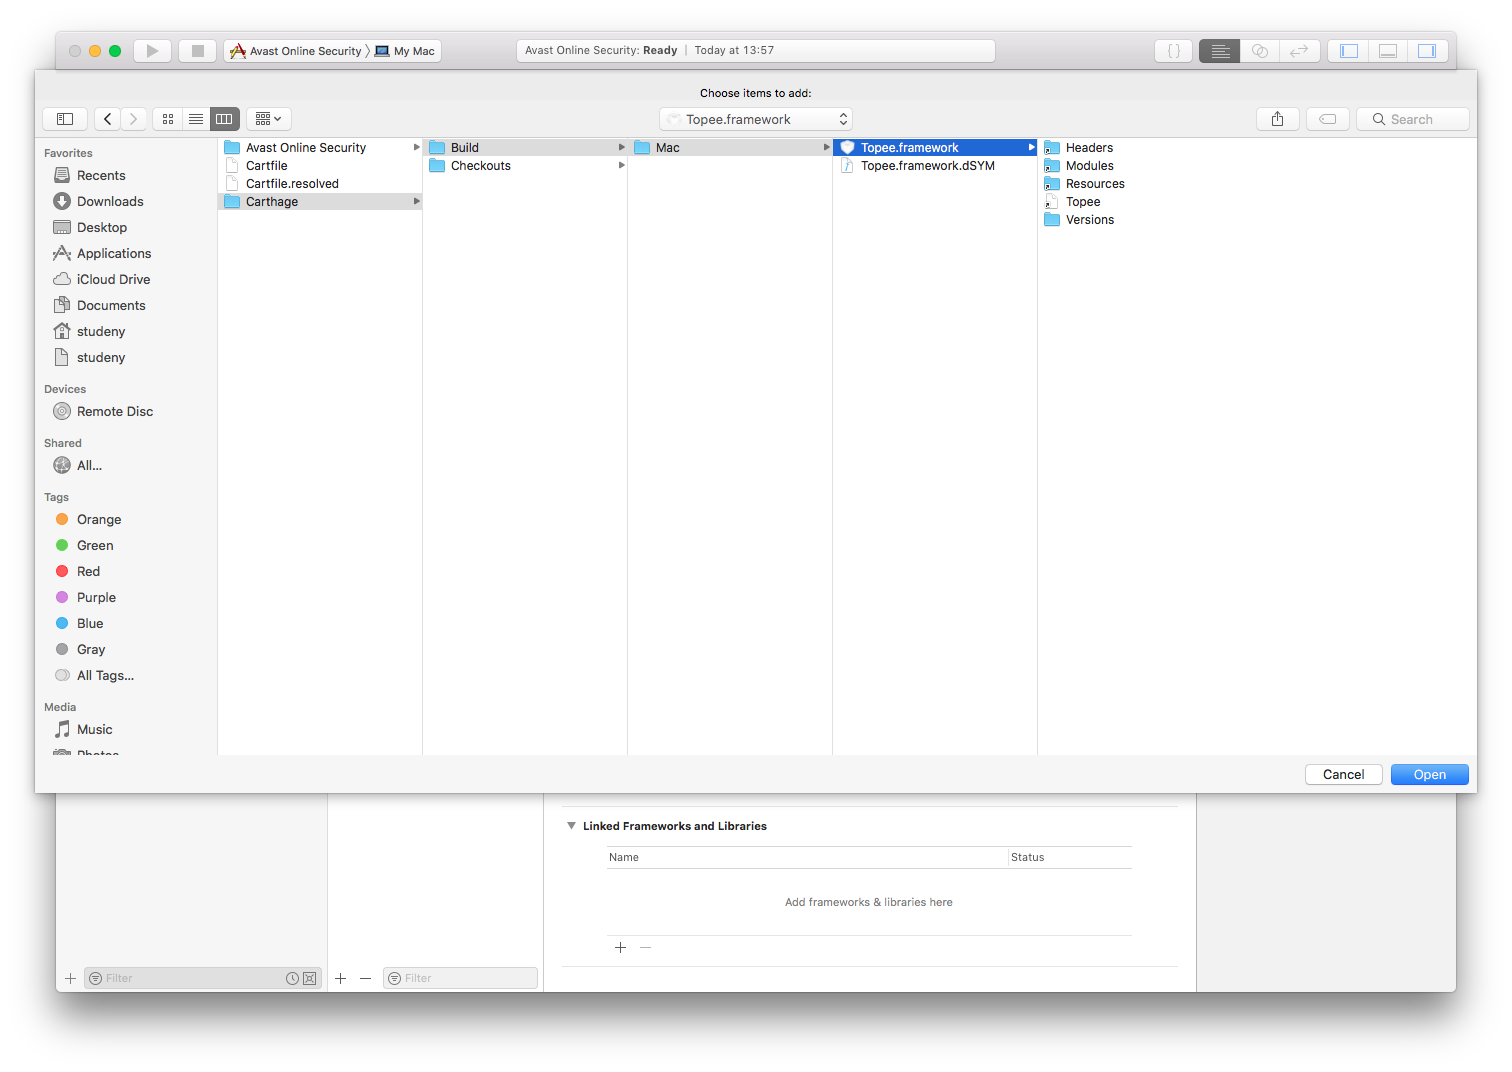 Avast Online Security
My Mac
Avast Online Security: Ready | Today at 13:57
Choose items to add:
Topee.framework
Search
Favorites
Recents
Downloads
Desktop
Applications
iCloud Drive
Documents
studeny
studeny
Devices
Remote Disc
Shared
All...
Tags
Orange
Green
Red
Purple
Blue
Gray
All Tags...
Media
Music
Photos
Avast Online Security
Cartfile
Cartfile.resolved
Carthage
Build
Checkouts
Mac
Topee.framework
Topee.framework.dSYM
Headers
Modules
Resources
Topee
Versions
Cancel
Open
Linked Frameworks and Libraries
Name
Status
Add frameworks & libraries here
Filter
Filter